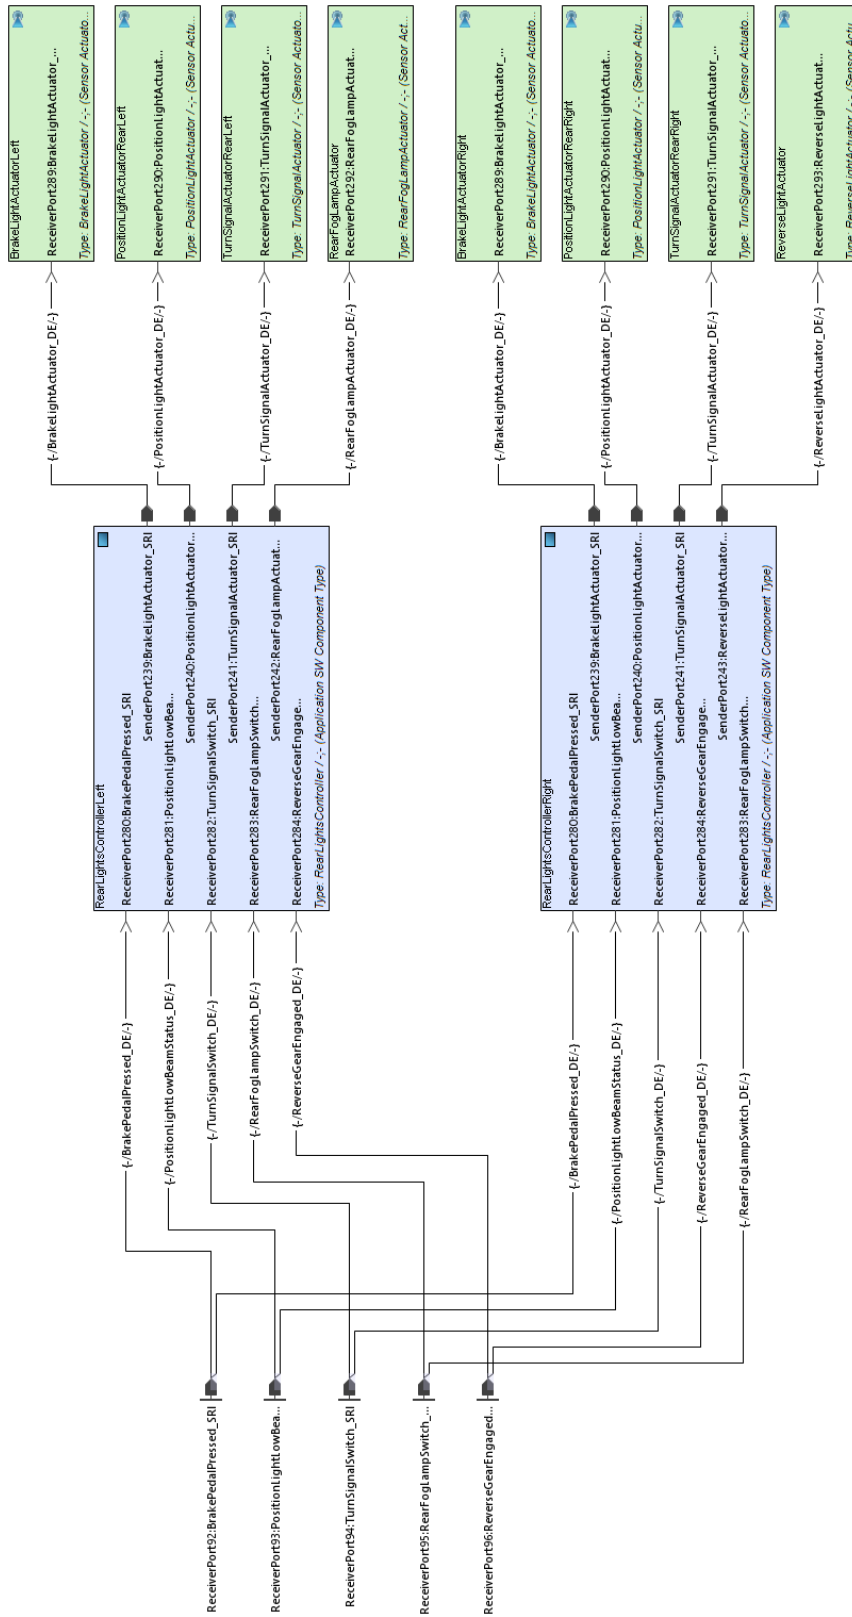 ReceiverPort92:BrakePedalPressed_SRI
ReceiverPort93:PositionLightLowBea...
ReceiverPort94:TurnSignalSwitch_SRI
ReceiverPort95:RearFogLampSwitch_...
ReceiverPort96:ReverseGearEngaged...
{-/BrakePedalPressed_DE/-}
{-/PositionLightLowBeamStatus_DE/-}
{-/TurnSignalSwitch_DE/-}
{-/RearFogLampSwitch_DE/-}
{-/ReverseGearEngaged_DE/-}
RearLightsControllerLeft
ReceiverPort280:BrakePedalPressed_SRI
SenderPort239:BrakeLightActuator_SRI
ReceiverPort281:PositionLightLowBea...
SenderPort240:PositionLightActuator...
ReceiverPort282:TurnSignalSwitch_SRI
SenderPort241:TurnSignalActuator_SRI
ReceiverPort283:RearFogLampSwitch...
SenderPort242:RearFogLampActuat...
ReceiverPort284:ReverseGearEngage...
Type: RearLightsController / -;- (Application SW Component Type)
{-/BrakeLightActuator_DE/-}
{-/PositionLightActuator_DE/-}
{-/TurnSignalActuator_DE/-}
{-/RearFogLampActuator_DE/-}
BrakeLightActuatorLeft
ReceiverPort289:BrakeLightActuator_...
Type: BrakeLightActuator / -;- (Sensor Actuato...
PositionLightActuatorRearLeft
ReceiverPort290:PositionLightActuat...
Type: PositionLightActuator / -;- (Sensor Actu...
TurnSignalActuatorRearLeft
ReceiverPort291:TurnSignalActuator_...
Type: TurnSignalActuator / -;- (Sensor Actuato...
RearFogLampActuator
ReceiverPort292:RearFogLampActuat...
Type: RearFogLampActuator / -;- (Sensor Act...
{-/BrakePedalPressed_DE/-}
{-/PositionLightLowBeamStatus_DE/-}
{-/TurnSignalSwitch_DE/-}
{-/ReverseGearEngaged_DE/-}
{-/RearFogLampSwitch_DE/-}
RearLightsControllerRight
ReceiverPort280:BrakePedalPressed_SRI
SenderPort239:BrakeLightActuator_SRI
ReceiverPort281:PositionLightLowBea...
SenderPort240:PositionLightActuator...
ReceiverPort282:TurnSignalSwitch_SRI
SenderPort241:TurnSignalActuator_SRI
ReceiverPort284:ReverseGearEngage...
SenderPort243:ReverseLightActuator...
ReceiverPort283:RearFogLampSwitch...
Type: RearLightsController / -;- (Application SW Component Type)
{-/BrakeLightActuator_DE/-}
{-/PositionLightActuator_DE/-}
{-/TurnSignalActuator_DE/-}
{-/ReverseLightActuator_DE/-}
BrakeLightActuatorRight
ReceiverPort289:BrakeLightActuator_...
Type: BrakeLightActuator / -;- (Sensor Actuato...
PositionLightActuatorRearRight
ReceiverPort290:PositionLightActuat...
Type: PositionLightActuator / -;- (Sensor Actu...
TurnSignalActuatorRearRight
ReceiverPort291:TurnSignalActuator_...
Type: TurnSignalActuator / -;- (Sensor Actuato...
ReverseLightActuator
ReceiverPort293:ReverseLightActuat...
Type: ReverseLightActuator / -;- (Sensor Actu...